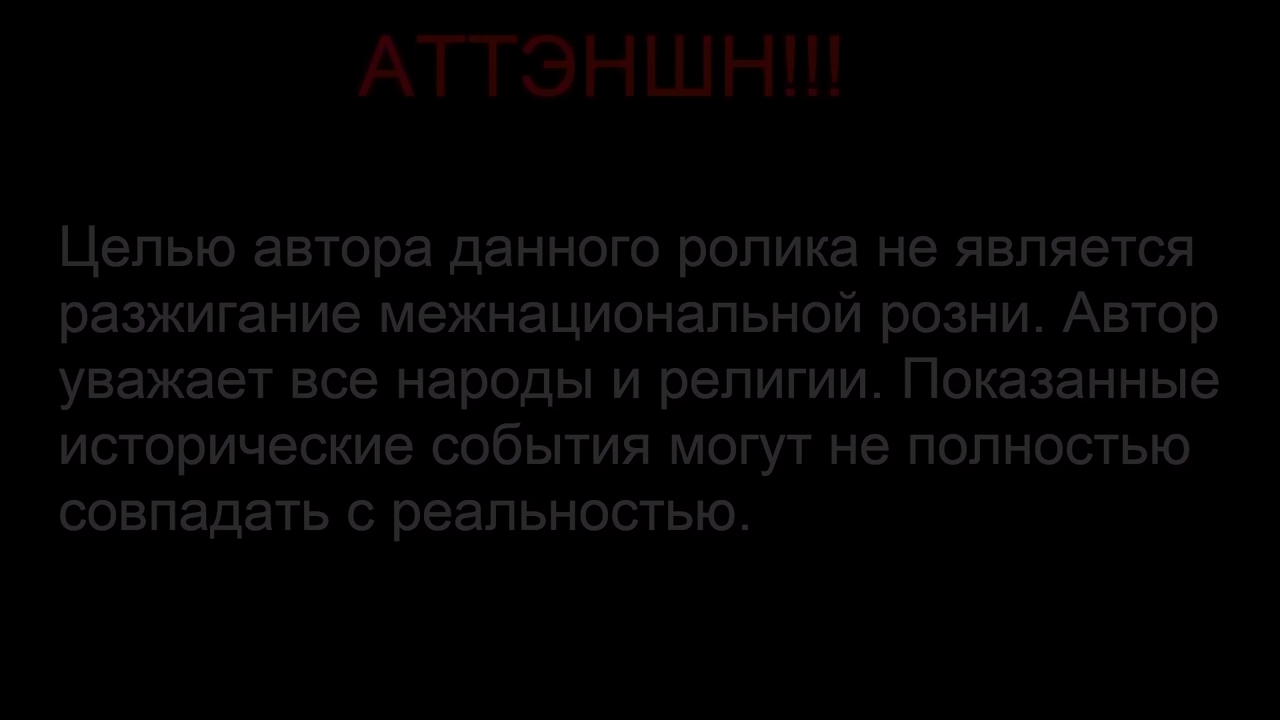 АТТЭНШН!!!
Целью автора данного ролика не является
разжигание межнациональной розни. Автор
уважает все народы и религии. Показанные
исторические события могут не полностью
совпадать с реальностью.